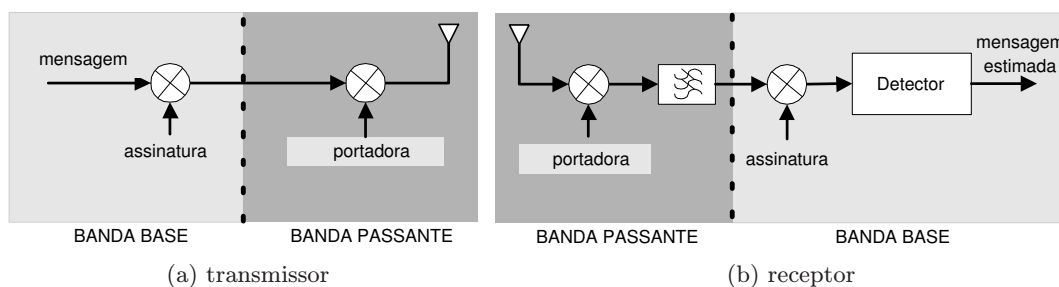 mensagem
assinatura
portadora
BANDA BASE
BANDA PASSANTE
(a) transmissor
portadora
assinatura
Detector
mensagem
estimada
BANDA PASSANTE
BANDA BASE
(b) receptor